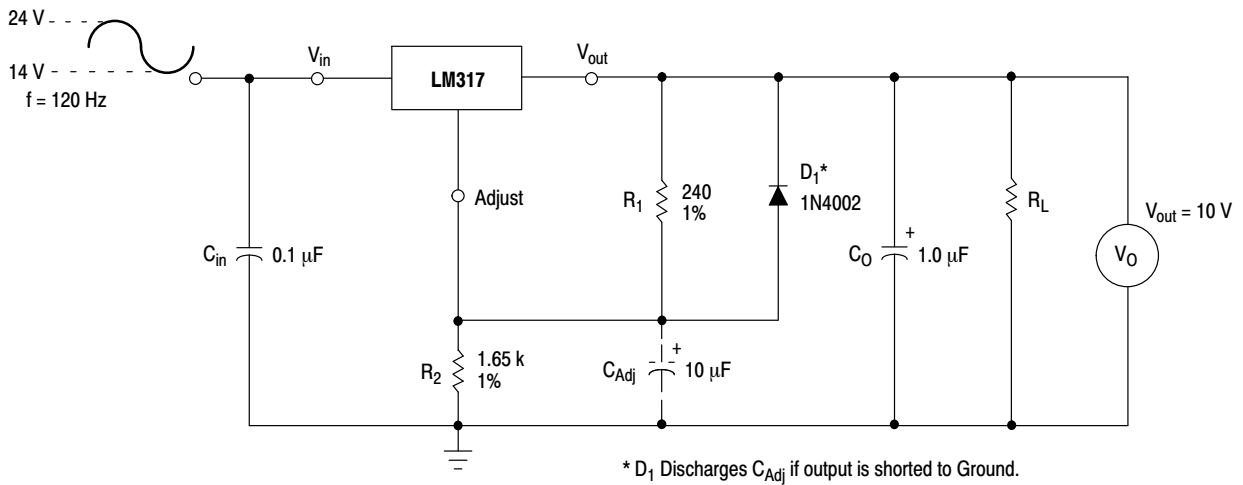 24 V
14 V
f = 120 Hz
V_in
LM317
V_out
Adjust
C_in
0.1 μF
R_1
240
1%
D_1*
1N4002
C_O
+
1.0 μF
R_L
V_out = 10 V
V_O
R_2
1.65 k
1%
C_Adj
+
10 μF
* D_1 Discharges C_Adj if output is shorted to Ground.